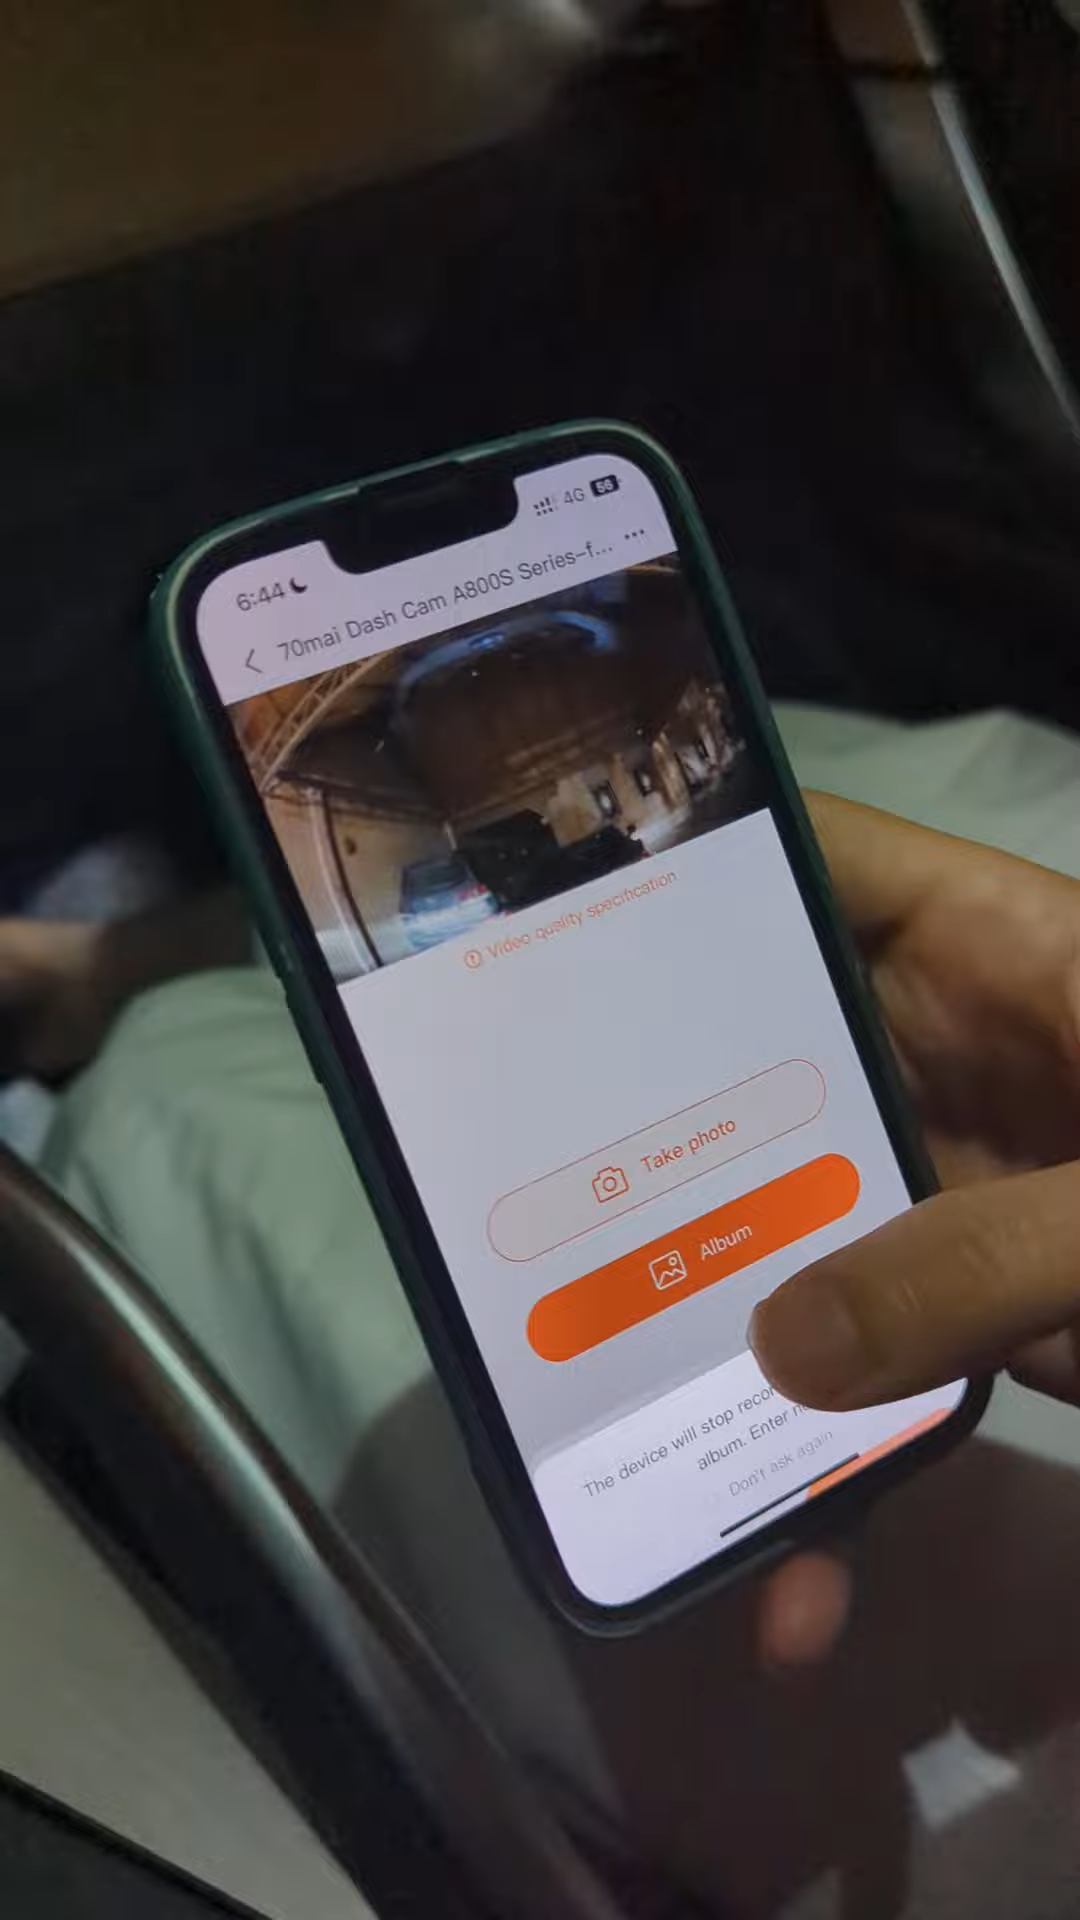 6:44
4G 56
70mai Dash Cam A800S Series-f...
Video quality specification
Take photo
Album
The device will stop recor
album. Enter
Don't ask again